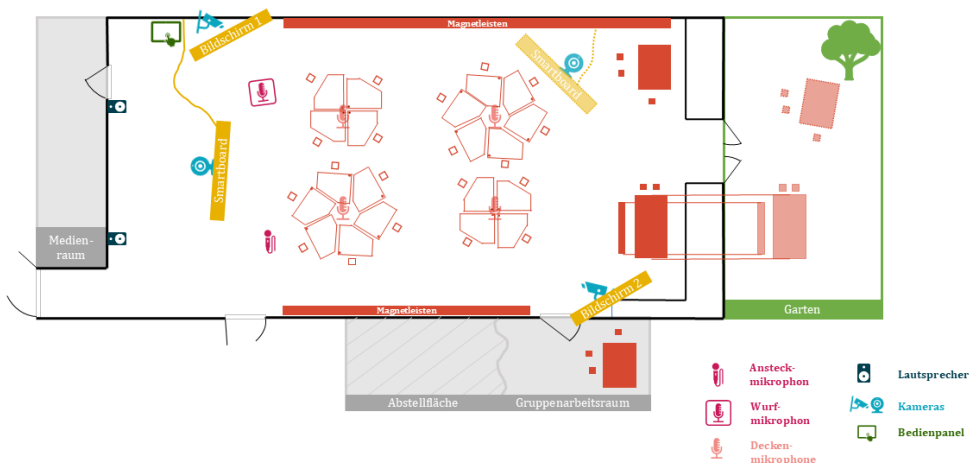 Magnetleisten
Bildschirm 1
Smartboard
Smartboard
Medien-
raum
Bildschirm 2
Magnetleisten
Garten
Abstellfläche
Gruppenarbeitsraum
Ansteck-
mikrophon
Lautsprecher
Wurf-
mikrophon
Kameras
Decken-
mikrophone
Bedienpanel